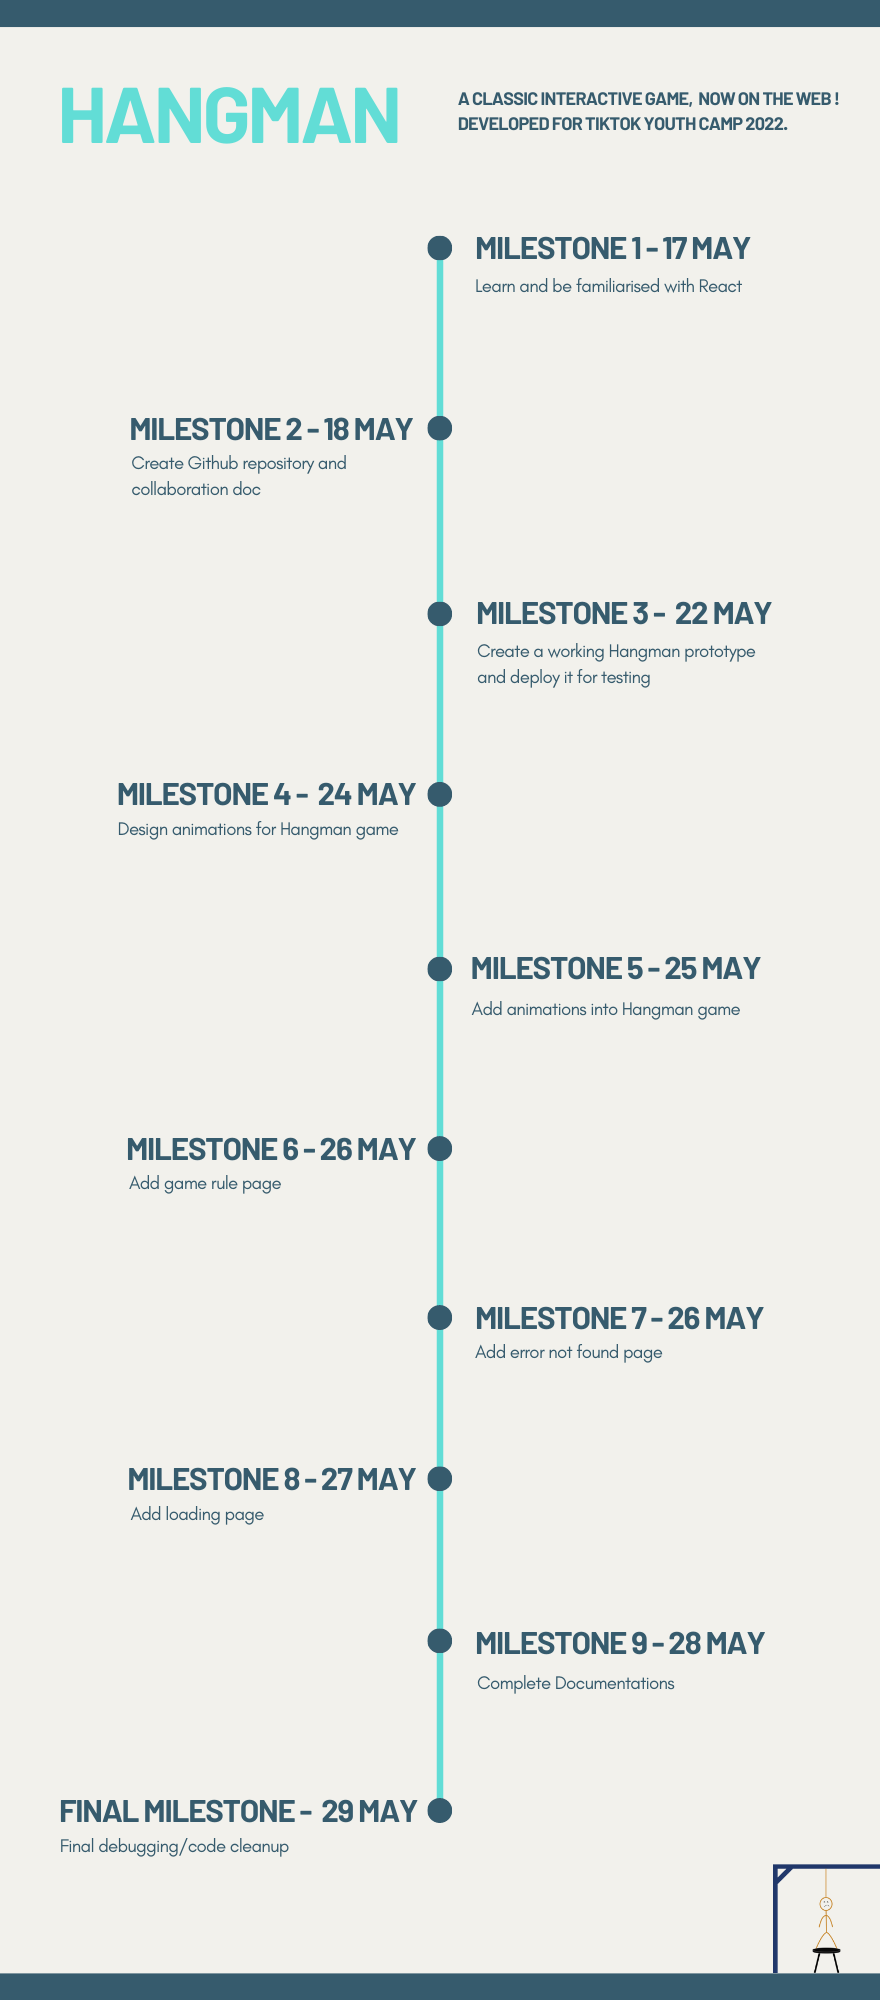 HANGMAN
A CLASSIC INTERACTIVE GAME, NOW ON THE WEB !
DEVELOPED FOR TIKTOK YOUTH CAMP 2022.
MILESTONE 1 - 17 MAY
Learn and be familiarised with React
MILESTONE 2 - 18 MAY
Create Github repository and
collaboration doc
MILESTONE 3 - 22 MAY
Create a working Hangman prototype
and deploy it for testing
MILESTONE 4 - 24 MAY
Design animations for Hangman game
MILESTONE 5 - 25 MAY
Add animations into Hangman game
MILESTONE 6 - 26 MAY
Add game rule page
MILESTONE 7 - 26 MAY
Add error not found page
MILESTONE 8 - 27 MAY
Add loading page
MILESTONE 9 - 28 MAY
Complete Documentations
FINAL MILESTONE - 29 MAY
Final debugging/code cleanup